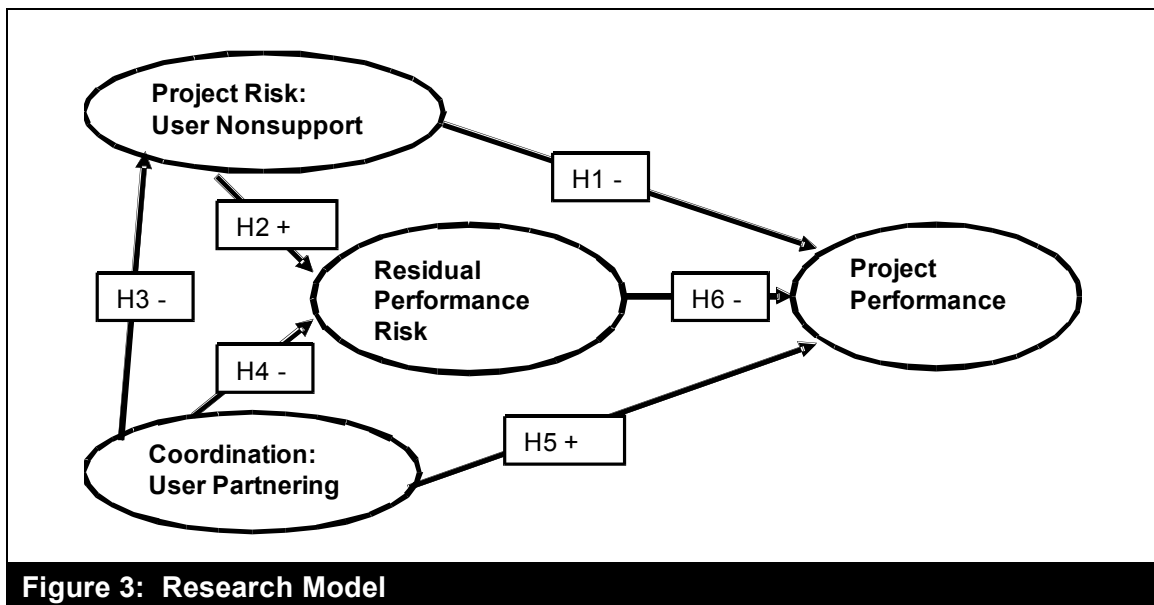 Project Risk:
User Nonsupport
H1 -
H2 +
Residual
Performance
Risk
Project
Performance
H3 -
H6 -
H4 -
H5 +
Coordination:
User Partnering
Figure 3: Research Model